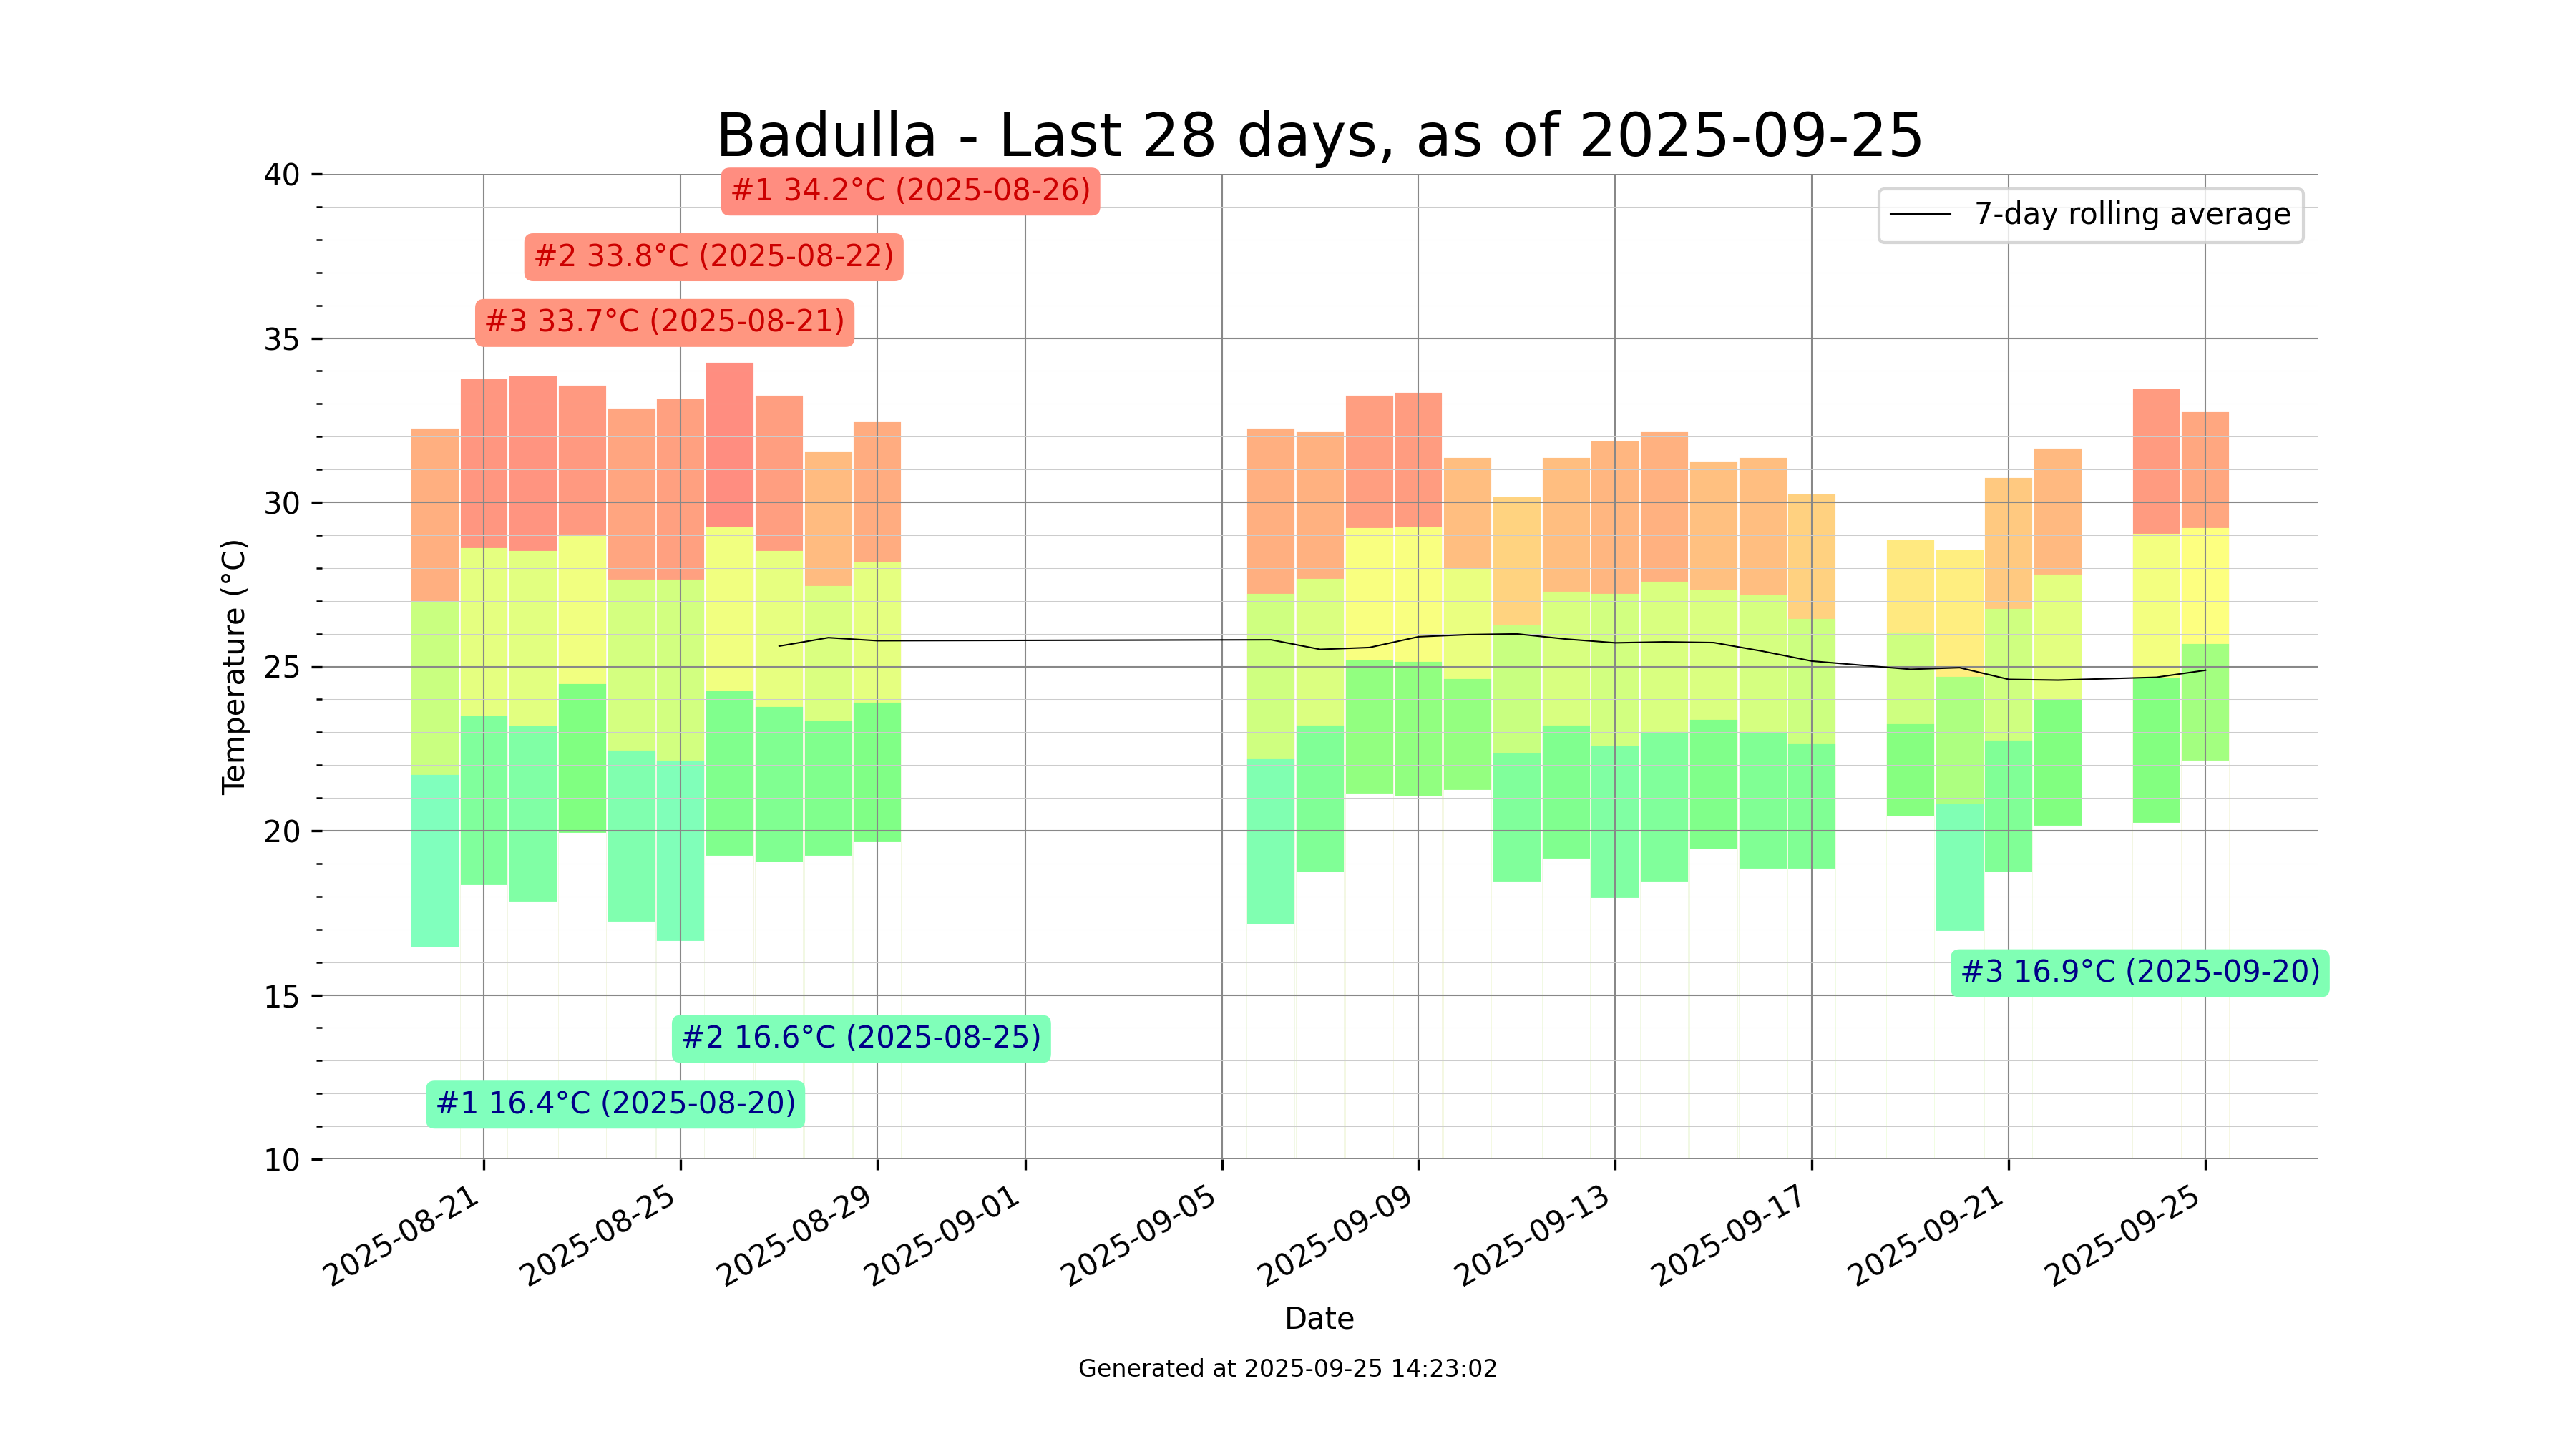 Badulla - Last 28 days, as of 2025-09-25
40
#1 34.2°C (2025-08-26)
7-day rolling average
#2 33.8°C (2025-08-22)
#3 33.7°C (2025-08-21)
35
30
25
Temperature (°C)
20
#3 16.9°C (2025-09-20)
15
#2 16.6°C (2025-08-25)
#1 16.4°C (2025-08-20)
10
2025-08-21
2025-08-25
2025-08-29
2025-09-01
2025-09-05
2025-09-09
2025-09-13
2025-09-17
2025-09-21
2025-09-25
Date
Generated at 2025-09-25 14:23:02